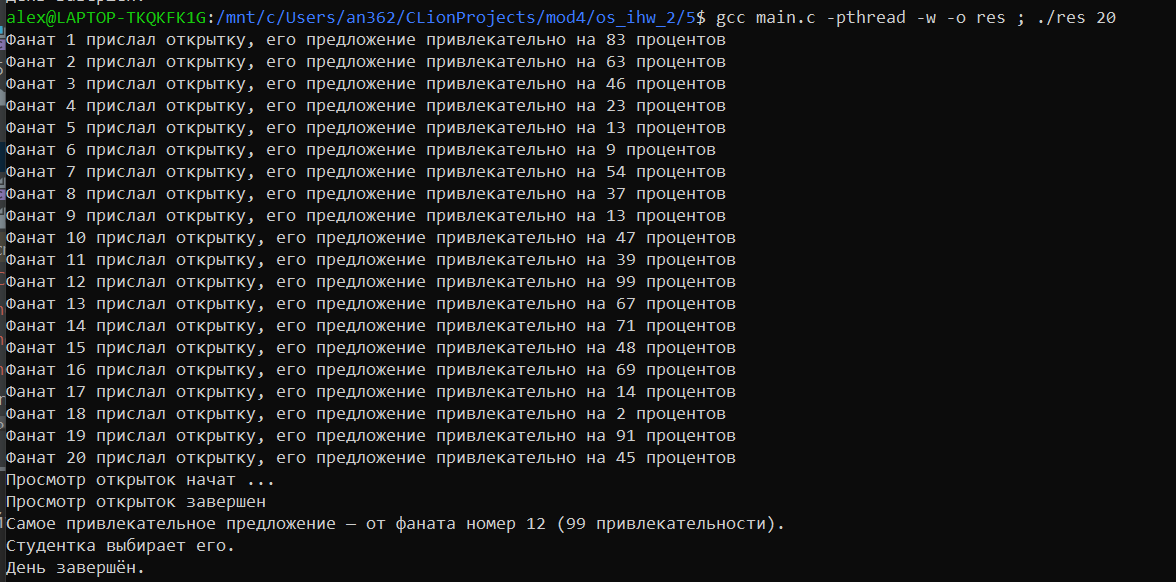 alex@LAPTOP-TKQKFK1G:/mnt/c/Users/an362/CLionProjects/mod4/os_ihw_2/5$ gcc main.c -pthread -w -o res ; ./res 20
Фанат 1 прислал открытку, его предложение привлекательно на 83 процентов
Фанат 2 прислал открытку, его предложение привлекательно на 63 процентов
Фанат 3 прислал открытку, его предложение привлекательно на 46 процентов
Фанат 4 прислал открытку, его предложение привлекательно на 23 процентов
Фанат 5 прислал открытку, его предложение привлекательно на 13 процентов
Фанат 6 прислал открытку, его предложение привлекательно на 9 процентов
Фанат 7 прислал открытку, его предложение привлекательно на 54 процентов
Фанат 8 прислал открытку, его предложение привлекательно на 37 процентов
Фанат 9 прислал открытку, его предложение привлекательно на 13 процентов
Фанат 10 прислал открытку, его предложение привлекательно на 47 процентов
Фанат 11 прислал открытку, его предложение привлекательно на 39 процентов
Фанат 12 прислал открытку, его предложение привлекательно на 99 процентов
Фанат 13 прислал открытку, его предложение привлекательно на 67 процентов
Фанат 14 прислал открытку, его предложение привлекательно на 71 процентов
Фанат 15 прислал открытку, его предложение привлекательно на 48 процентов
Фанат 16 прислал открытку, его предложение привлекательно на 69 процентов
Фанат 17 прислал открытку, его предложение привлекательно на 14 процентов
Фанат 18 прислал открытку, его предложение привлекательно на 2 процентов
Фанат 19 прислал открытку, его предложение привлекательно на 91 процентов
Фанат 20 прислал открытку, его предложение привлекательно на 45 процентов
Просмотр открыток начат ...
Просмотр открыток завершен
Самое привлекательное предложение — от фаната номер 12 (99 привлекательности).
Студентка выбирает его.
День завершён.